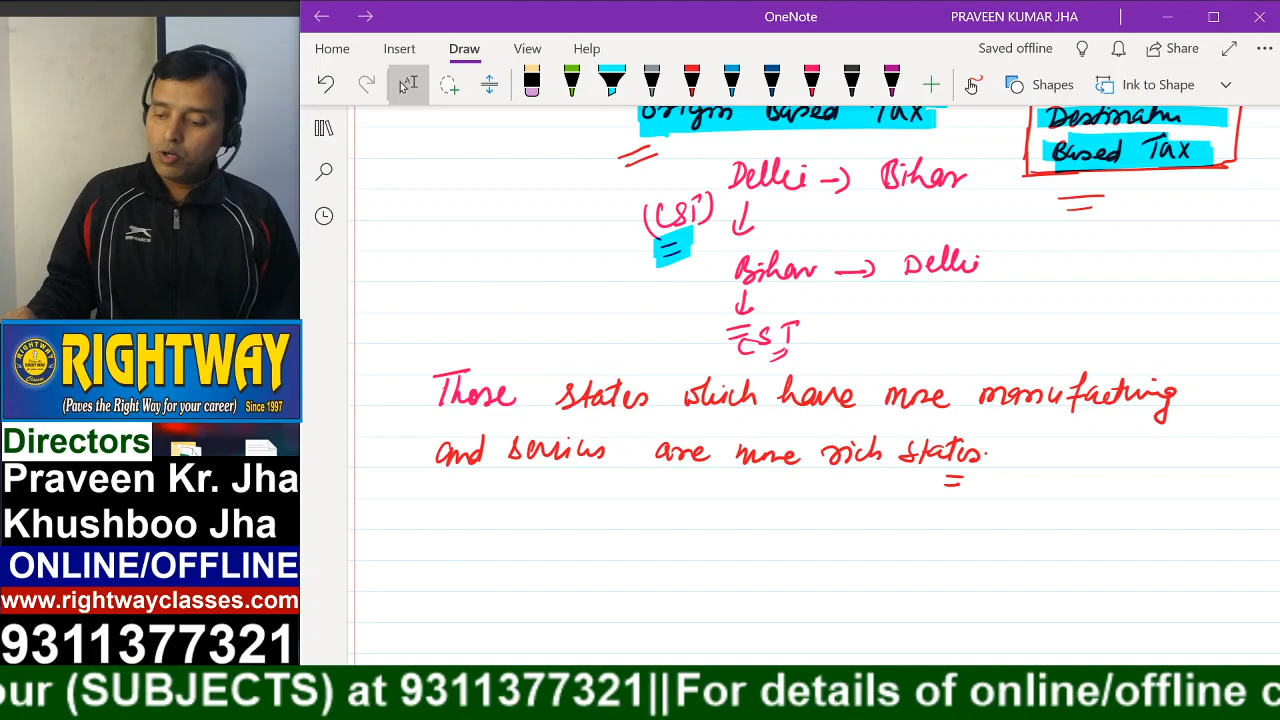 OneNote
PRAVEEN KUMAR JHA
Home Insert Draw View Help
Saved offline
Share
Shapes
Ink to Shape
Origin Based Tax
Destination
Based Tax
Delhi → Bihar
(CST)
Bihar → Delhi
CST
Those states which have more manufacturing
and services are more rich states.
RIGHTWAY
Classes
(Paves the Right Way for your career) Since 1997
Directors
Praveen Kr. Jha
Khushboo Jha
ONLINE/OFFLINE
www.rightwayclasses.com
9311377321
our (SUBJECTS) at 9311377321||For details of online/offline c